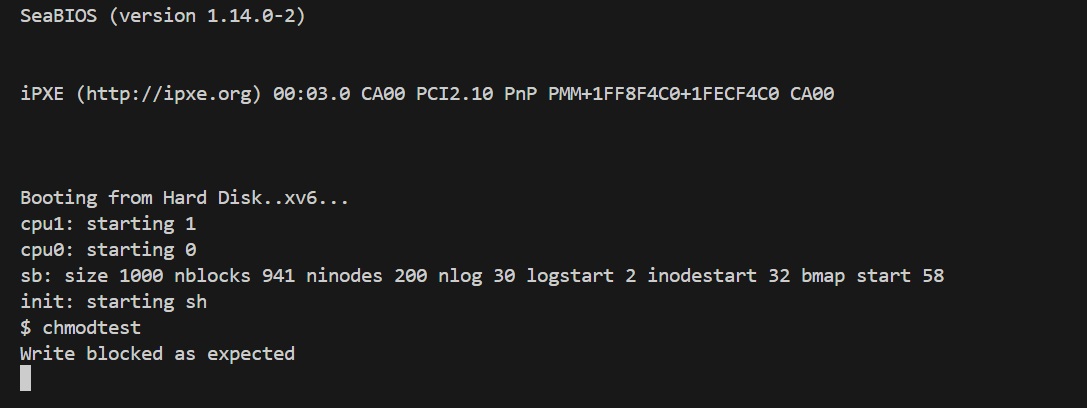 SeaBIOS (version 1.14.0-2)
iPXE (http://ipxe.org) 00:03.0 CA00 PCI2.10 PnP PMM+1FF8F4C0+1FECF4C0 CA00
Booting from Hard Disk..xv6...
cpu1: starting 1
cpu0: starting 0
sb: size 1000 nblocks 941 ninodes 200 nlog 30 logstart 2 inodestart 32 bmap start 58
init: starting sh
$ chmodtest
Write blocked as expected